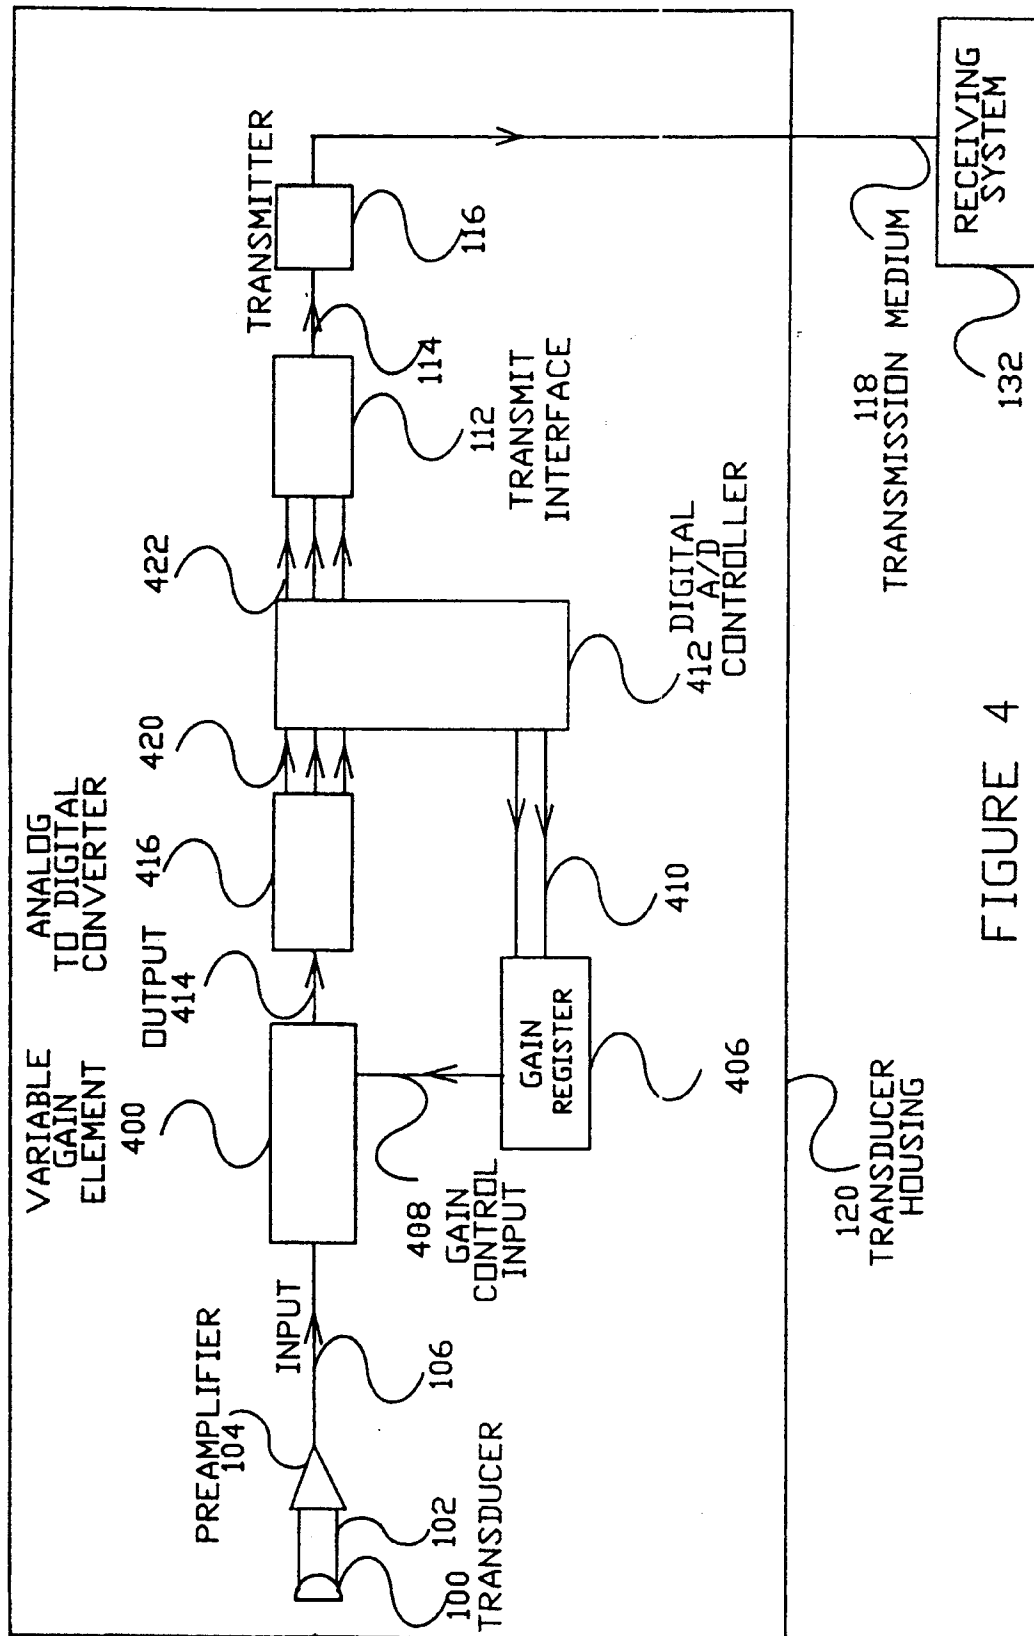 VARIABLE
GAIN
ELEMENT
400
ANALOG
TO DIGITAL
CONVERTER
416
OUTPUT
414
420
422
TRANSMITTER
116
114
112
TRANSMIT
INTERFACE
PREAMPLIFIER
104
INPUT
106
102
100
TRANSDUCER
408
GAIN
CONTROL
INPUT
GAIN
REGISTER
406
410
412
DIGITAL
A/D
CONTROLLER
120
TRANSDUCER
HOUSING
118
TRANSMISSION MEDIUM
132
RECEIVING
SYSTEM
FIGURE 4